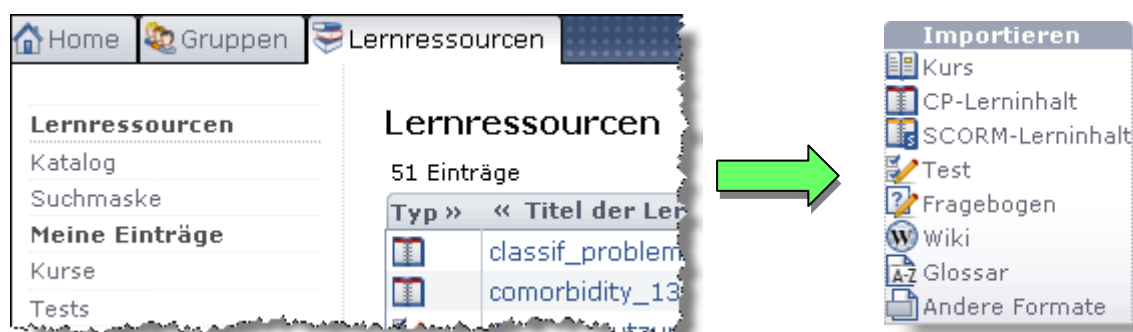 Home Gruppen Lernressourcen
Lernressourcen
Katalog
Suchmaske
Meine Einträge
Kurse
Tests
Lernressourcen
51 Einträge
Typ » « Titel der Ler
classif_problem
comorbidity_13
Importieren
Kurs
CP-Lerninhalt
SCORM-Lerninhalt
Test
Fragebogen
Wiki
Glossar
Andere Formate